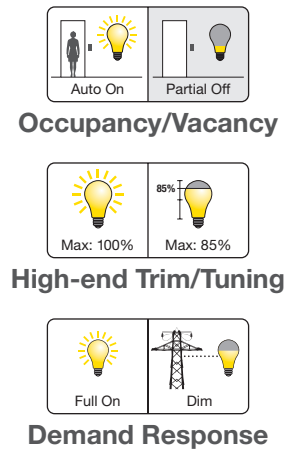 Auto On
Partial Off
Occupancy/Vacancy
85%
Max: 100%
Max: 85%
High-end Trim/Tuning
Full On
Dim
Demand Response